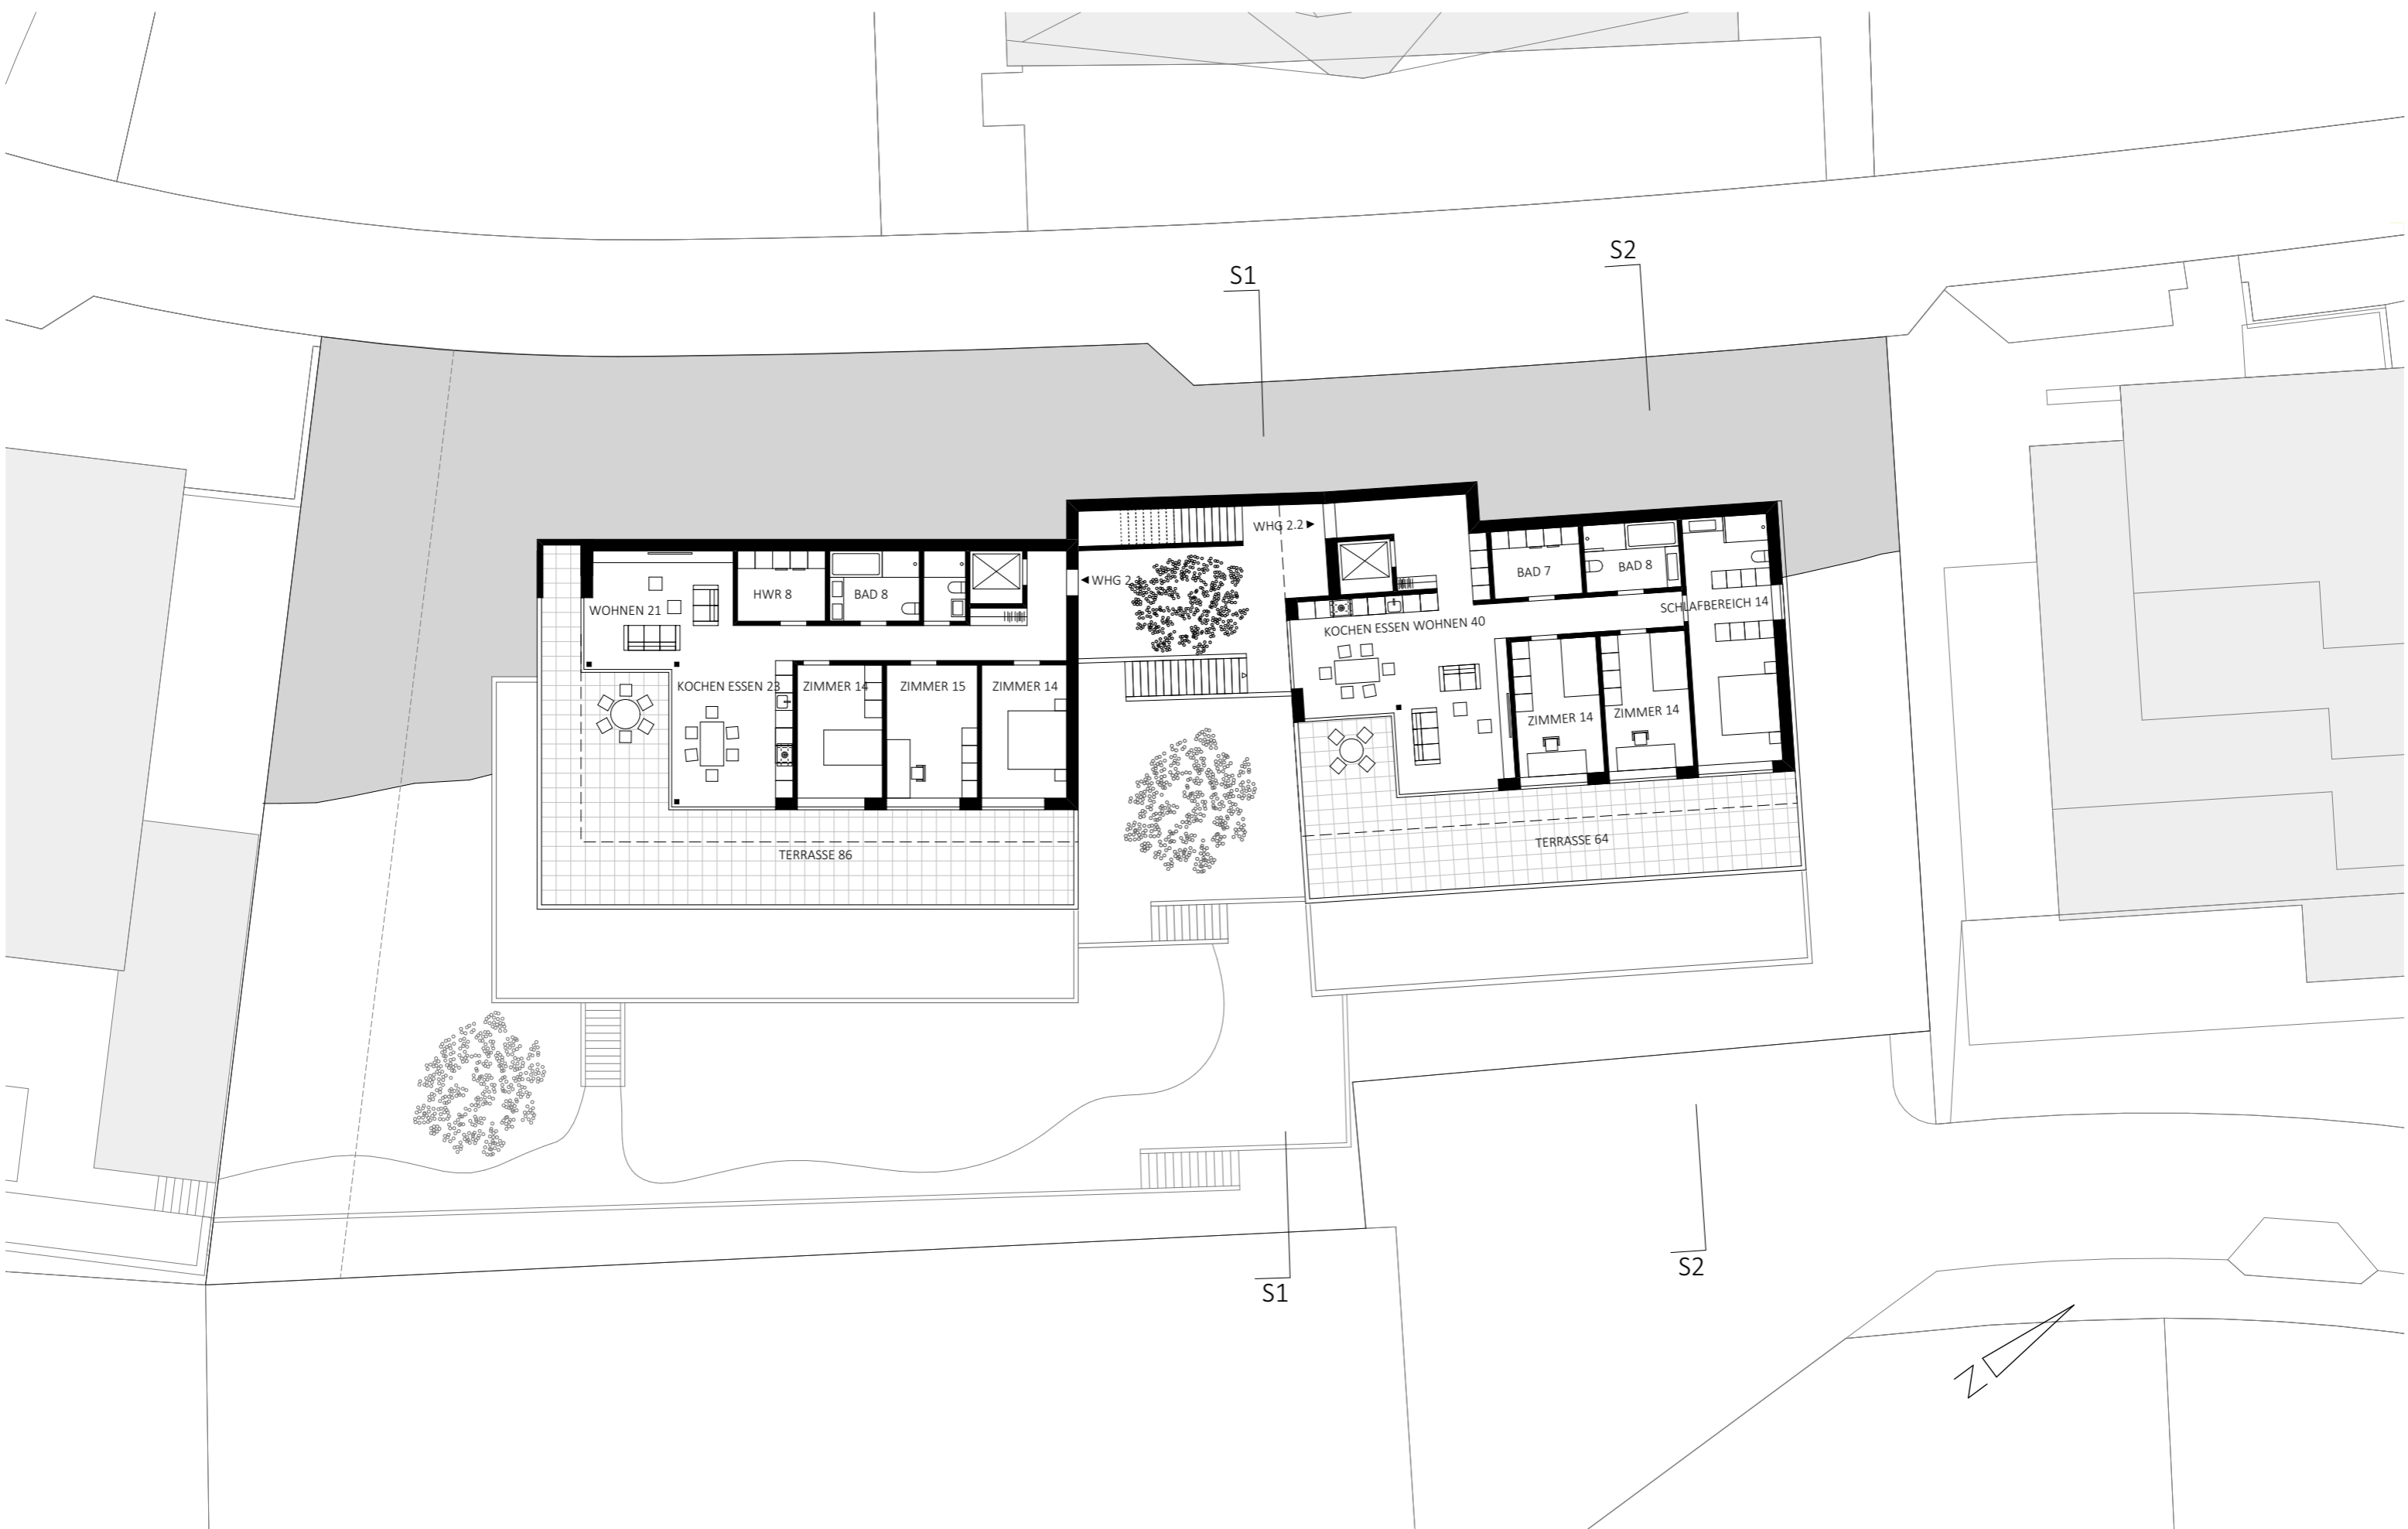 S2
S1
WHG 2.2
WHG 2.1
HWR 8
BAD 8
WOHNEN 21
KOCHEN ESSEN 23
ZIMMER 14
ZIMMER 15
ZIMMER 14
TERRASSE 86
BAD 7
BAD 8
SCHLAFBEREICH 14
KOCHEN ESSEN WOHNEN 40
ZIMMER 14
ZIMMER 14
TERRASSE 64
S2
S1
N